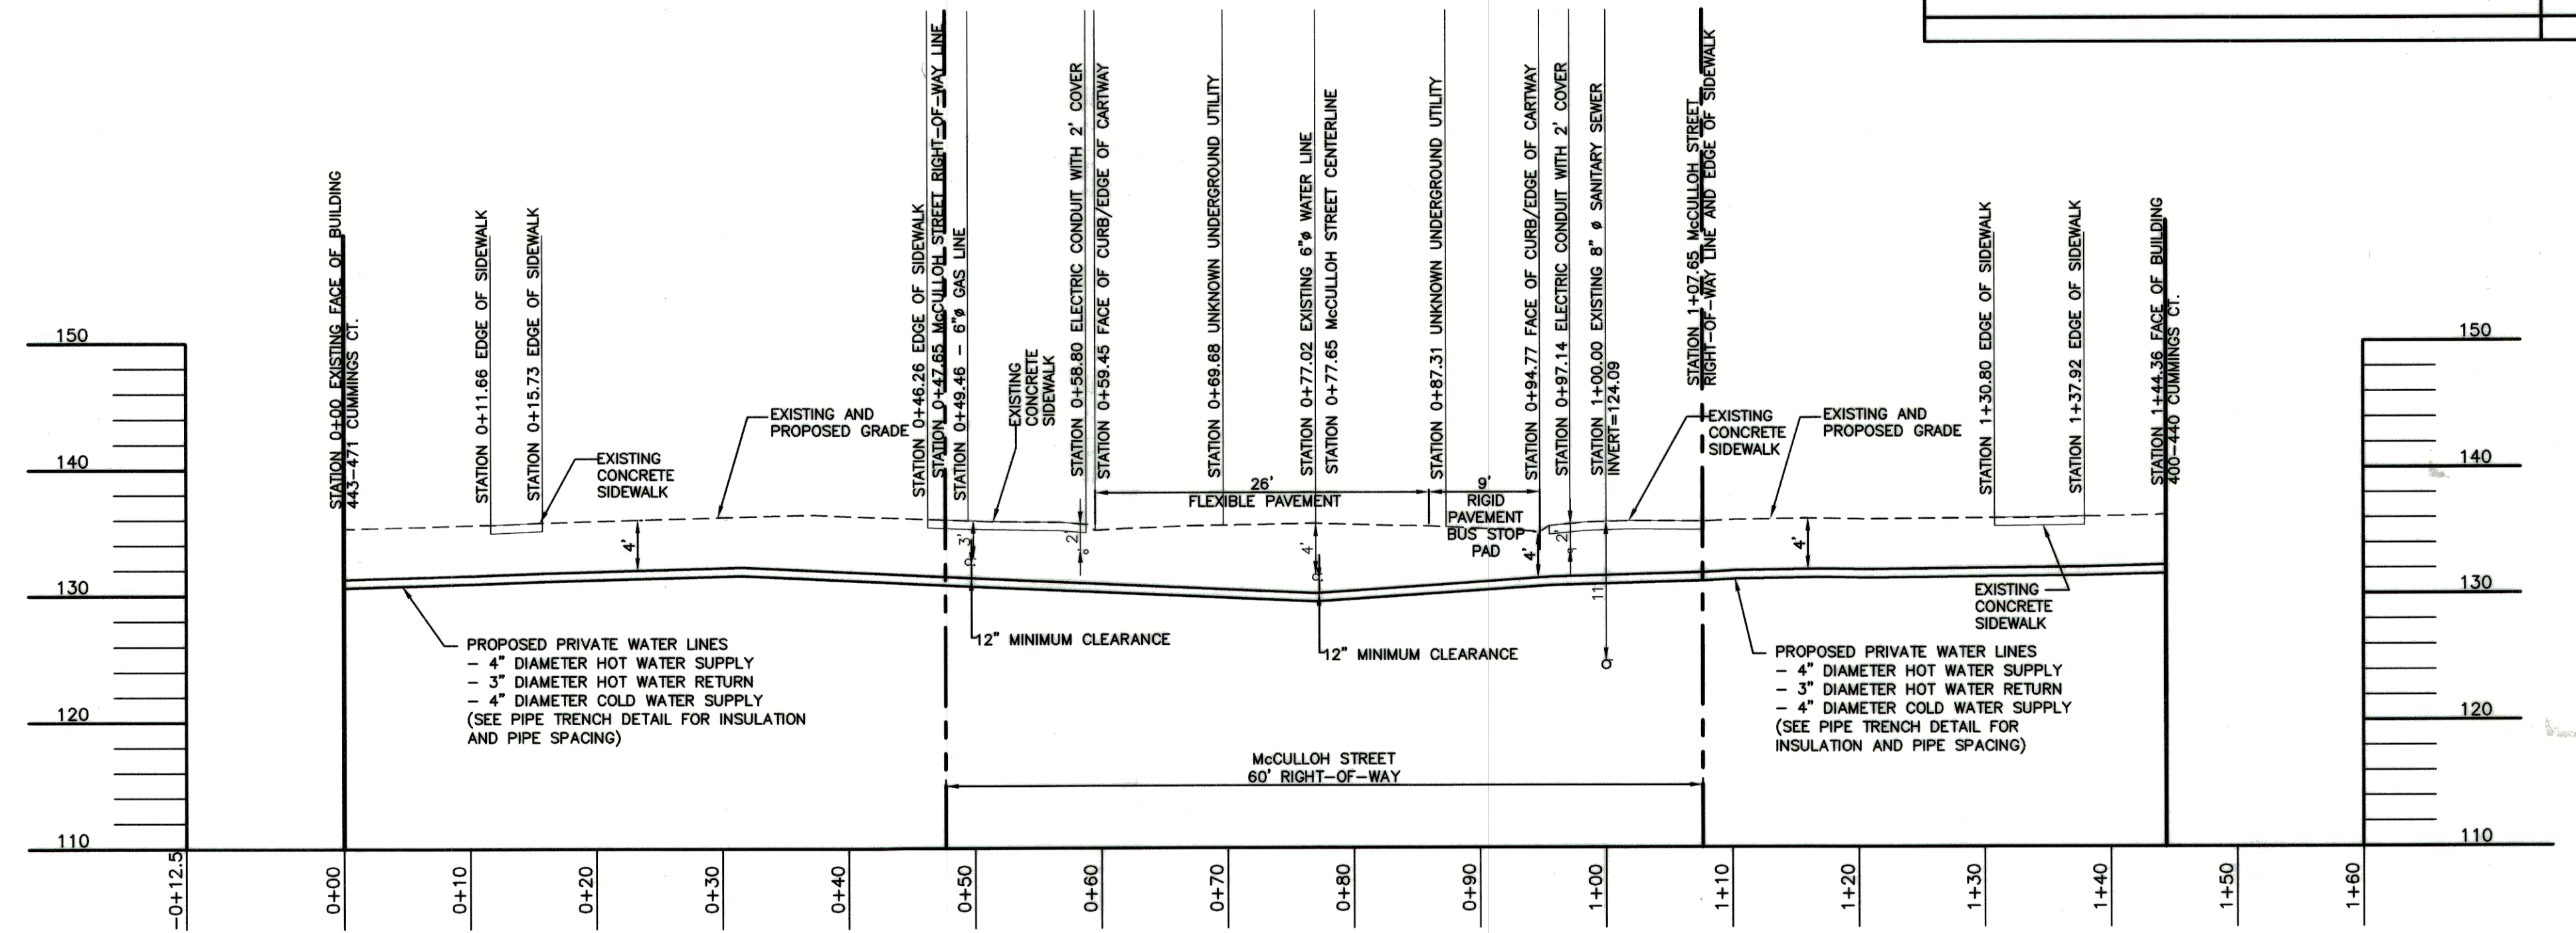 STATION 0+00 EXISTING FACE OF BUILDING
443-471 CUMMINGS CT.
STATION 0+11.66 EDGE OF SIDEWALK
STATION 0+15.73 EDGE OF SIDEWALK
EXISTING
CONCRETE
SIDEWALK
EXISTING AND
PROPOSED GRADE
STATION 0+46.26 EDGE OF SIDEWALK
STATION 0+47.65 McCULLOH STREET RIGHT-OF-WAY LINE
STATION 0+49.46 - 6"ø GAS LINE
EXISTING
CONCRETE
SIDEWALK
STATION 0+58.80 ELECTRIC CONDUIT WITH 2' COVER
STATION 0+59.45 FACE OF CURB/EDGE OF CARTWAY
STATION 0+69.68 UNKNOWN UNDERGROUND UTILITY
STATION 0+77.02 EXISTING 6"ø WATER LINE
STATION 0+77.65 McCULLOH STREET CENTERLINE
STATION 0+87.31 UNKNOWN UNDERGROUND UTILITY
STATION 0+94.77 FACE OF CURB/EDGE OF CARTWAY
STATION 0+97.14 ELECTRIC CONDUIT WITH 2' COVER
STATION 1+00.00 EXISTING 8" ø SANITARY SEWER
INVERT=124.09
STATION 1+07.65 McCULLOH STREET
RIGHT-OF-WAY LINE AND EDGE OF SIDEWALK
EXISTING
CONCRETE
SIDEWALK
EXISTING AND
PROPOSED GRADE
STATION 1+30.80 EDGE OF SIDEWALK
STATION 1+37.92 EDGE OF SIDEWALK
STATION 1+44.36 FACE OF BUILDING
400-440 CUMMINGS CT.
26'
FLEXIBLE PAVEMENT
9'
RIGID
PAVEMENT
BUS STOP
PAD
4'
3'
2'
4'
4'
2'
11'
4'
150
140
130
120
110
150
140
130
120
110
12" MINIMUM CLEARANCE
12" MINIMUM CLEARANCE
EXISTING
CONCRETE
SIDEWALK
PROPOSED PRIVATE WATER LINES
- 4" DIAMETER HOT WATER SUPPLY
- 3" DIAMETER HOT WATER RETURN
- 4" DIAMETER COLD WATER SUPPLY
(SEE PIPE TRENCH DETAIL FOR INSULATION
AND PIPE SPACING)
PROPOSED PRIVATE WATER LINES
- 4" DIAMETER HOT WATER SUPPLY
- 3" DIAMETER HOT WATER RETURN
- 4" DIAMETER COLD WATER SUPPLY
(SEE PIPE TRENCH DETAIL FOR
INSULATION AND PIPE SPACING)
McCULLOH STREET
60' RIGHT-OF-WAY
-0+12.5
0+00
0+10
0+20
0+30
0+40
0+50
0+60
0+70
0+80
0+90
1+00
1+10
1+20
1+30
1+40
1+50
1+60